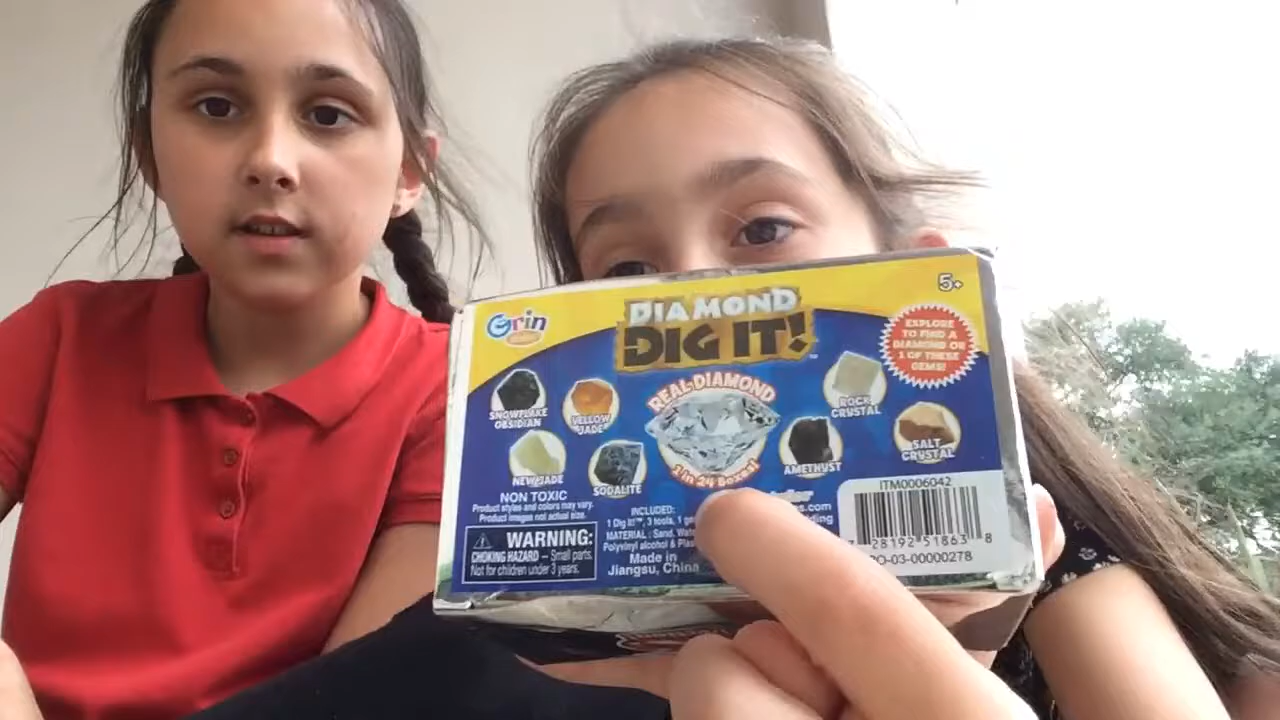 Grin
DIAMOND
DIG IT!
5+
EXPLORE
TO FIND A
DIAMOND OR
1 OF THESE
GEMS!
SNOWFLAKE
OBSIDIAN
YELLOW
JADE
NEW JADE
SODALITE
REAL DIAMOND
1 in 24 Boxes!
ROCK
CRYSTAL
AMETHYST
SALT
CRYSTAL
NON TOXIC
Product styles and colors may vary.
Product images not actual size.
WARNING:
CHOKING HAZARD – Small parts.
Not for children under 3 years.
INCLUDED:
1 Dig It!™, 3 tools, 1
MATERIAL : Sand,
Polyvinyl alcohol &
Made in
Jiangsu, China
ITM0006042
28192 51863 8
PO-03-00000278